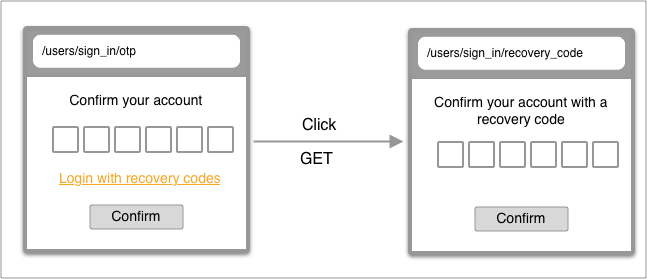 /users/sign_in/otp
Confirm your account
Login with recovery codes
Confirm
Click
GET
/users/sign_in/recovery_code
Confirm your account with a
recovery code
Confirm